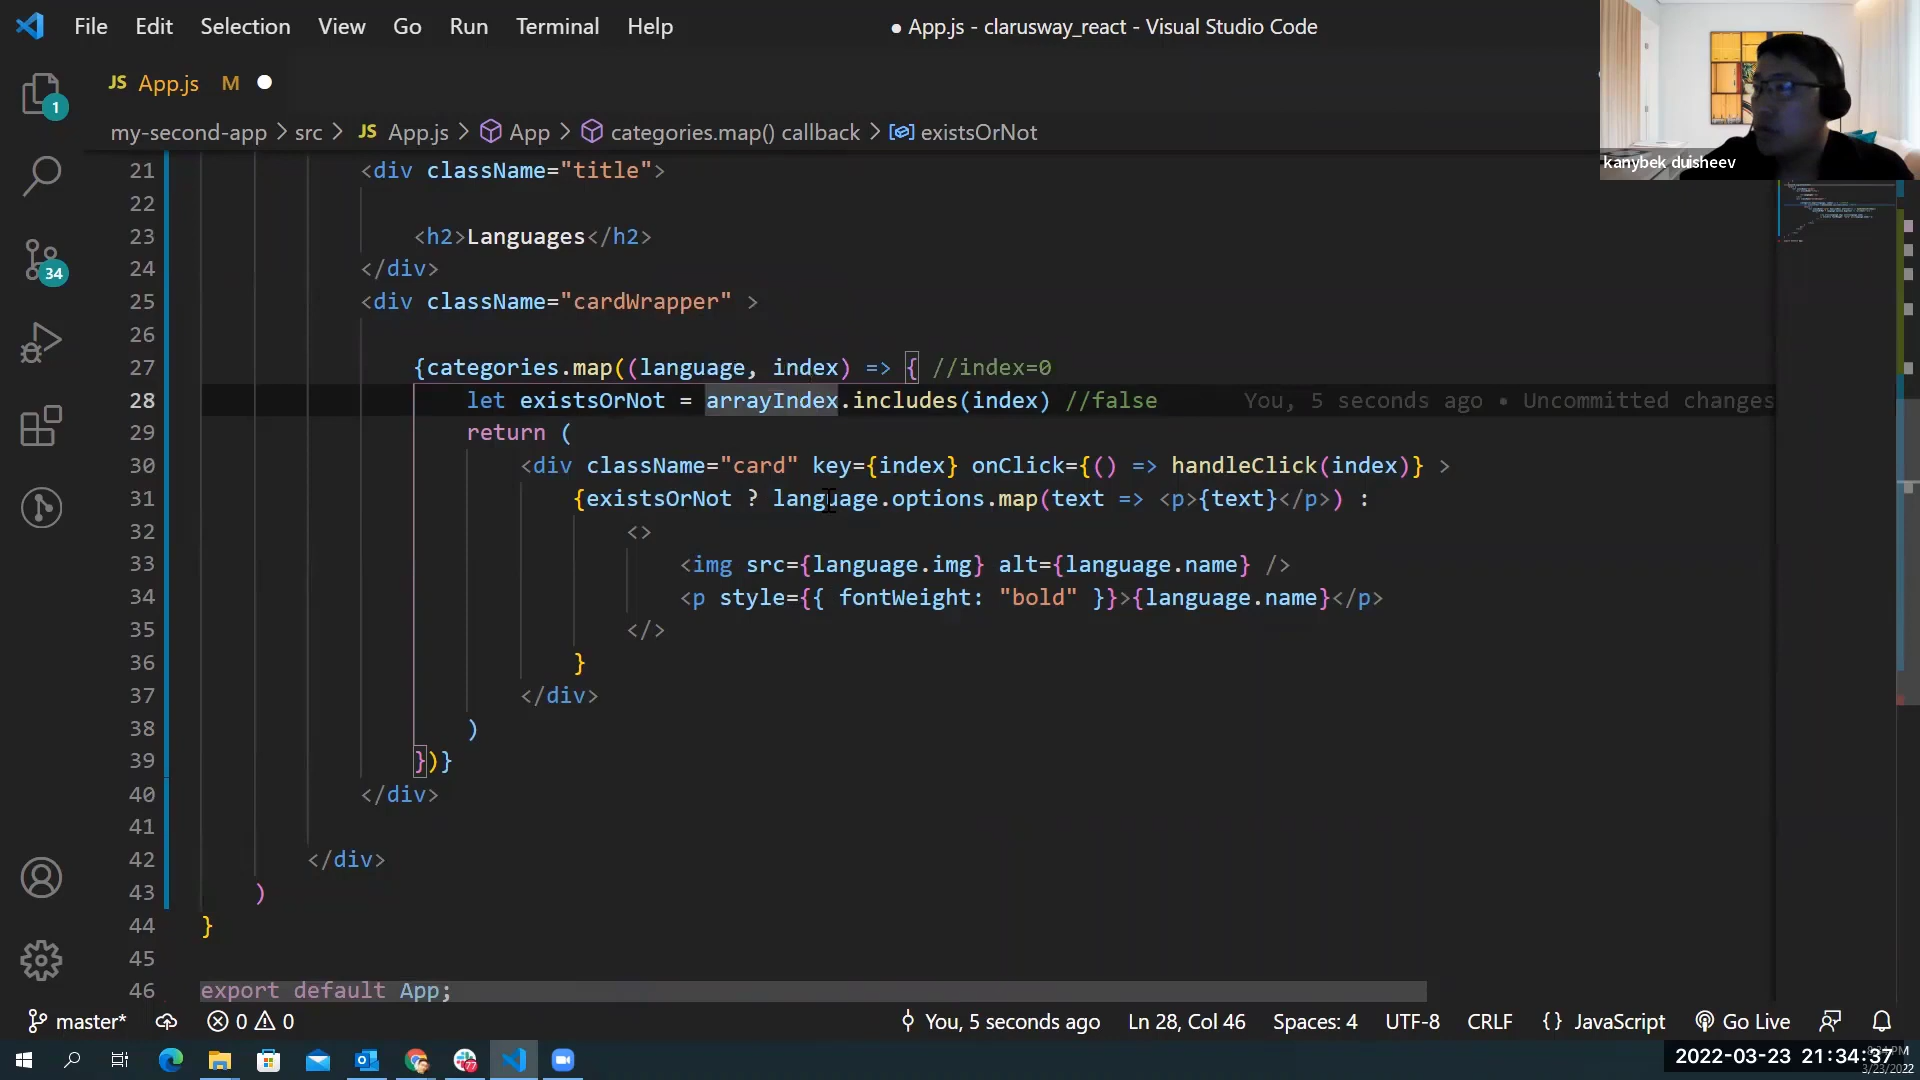 File Edit Selection View Go Run Terminal Help
● App.js - clarusway_react - Visual Studio Code
JS App.js M ●
my-second-app > src > JS App.js > App > categories.map() callback > existsOrNot
kanybek duisheev
1
34
21 <div className="title">
22
23 <h2>Languages</h2>
24 </div>
25 <div className="cardWrapper" >
26
27 {categories.map((language, index) => { //index=0
28 let existsOrNot = arrayIndex.includes(index) //false You, 5 seconds ago • Uncommitted changes
29 return (
30 <div className="card" key={index} onClick={() => handleClick(index)} >
31 {existsOrNot ? language.options.map(text => <p>{text}</p>) :
32 <>
33 <img src={language.img} alt={language.name} />
34 <p style={{ fontWeight: "bold" }}>{language.name}</p>
35 </>
36 }
37 </div>
38 )
39 })}
40 </div>
41
42 </div>
43 )
44 }
45
46 export default App;
master* 0 0 You, 5 seconds ago Ln 28, Col 46 Spaces: 4 UTF-8 CRLF {} JavaScript Go Live
77
2022-03-23 21:34:37
3/23/2022